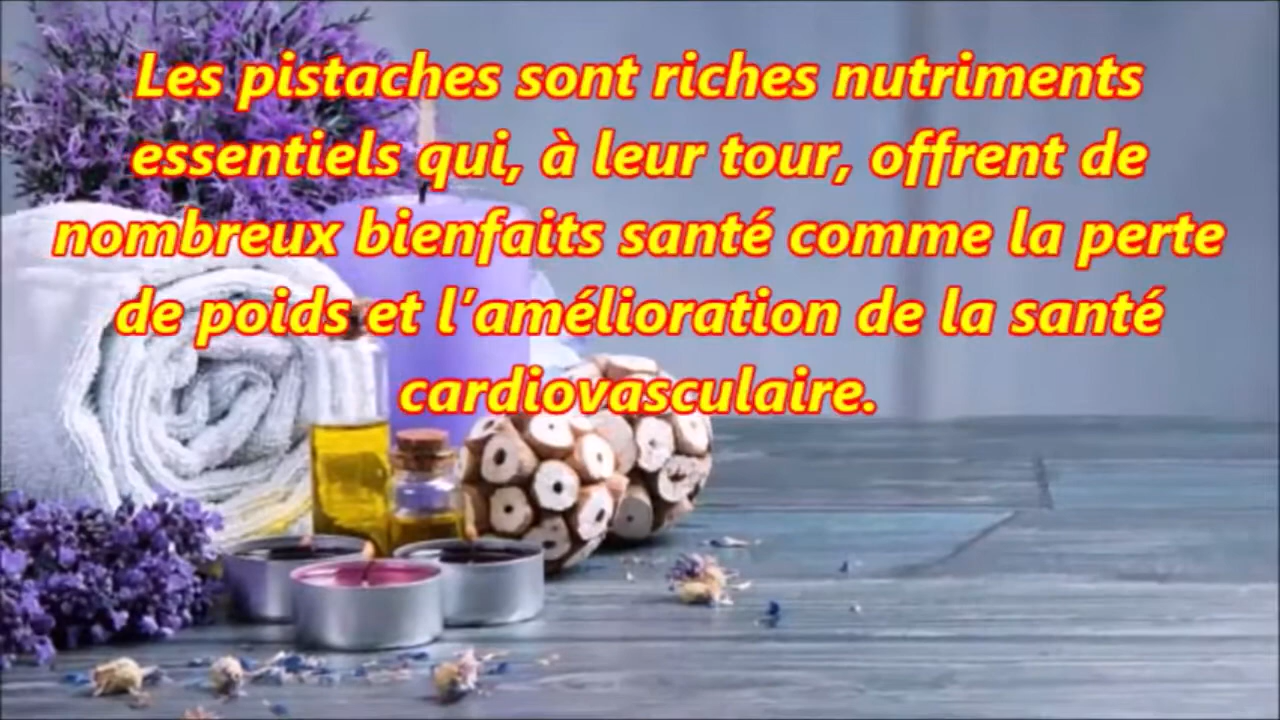 Les pistaches sont riches nutriments
essentiels qui, à leur tour, offrent de
nombreux bienfaits santé comme la perte
de poids et l’amélioration de la santé
cardiovasculaire.